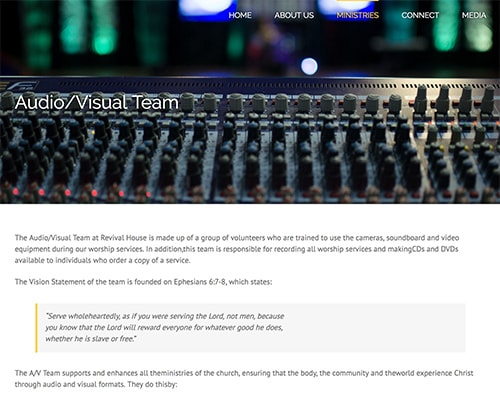 HOME ABOUT US MINISTRIES CONNECT MEDIA
Audio/Visual Team
The Audio/Visual Team at Revival House is made up of a group of volunteers who are trained to use the cameras, soundboard and video
equipment during our worship services. In addition,this team is responsible for recording all worship services and makingCDs and DVDs
available to individuals who order a copy of a service.
The Vision Statement of the team is founded on Ephesians 6:7-8, which states:
“Serve wholeheartedly, as if you were serving the Lord, not men, because
you know that the Lord will reward everyone for whatever good he does,
whether he is slave or free.”
The A/V Team supports and enhances all theministries of the church, ensuring that the body, the community and theworld experience Christ
through audio and visual formats. They do thisby: